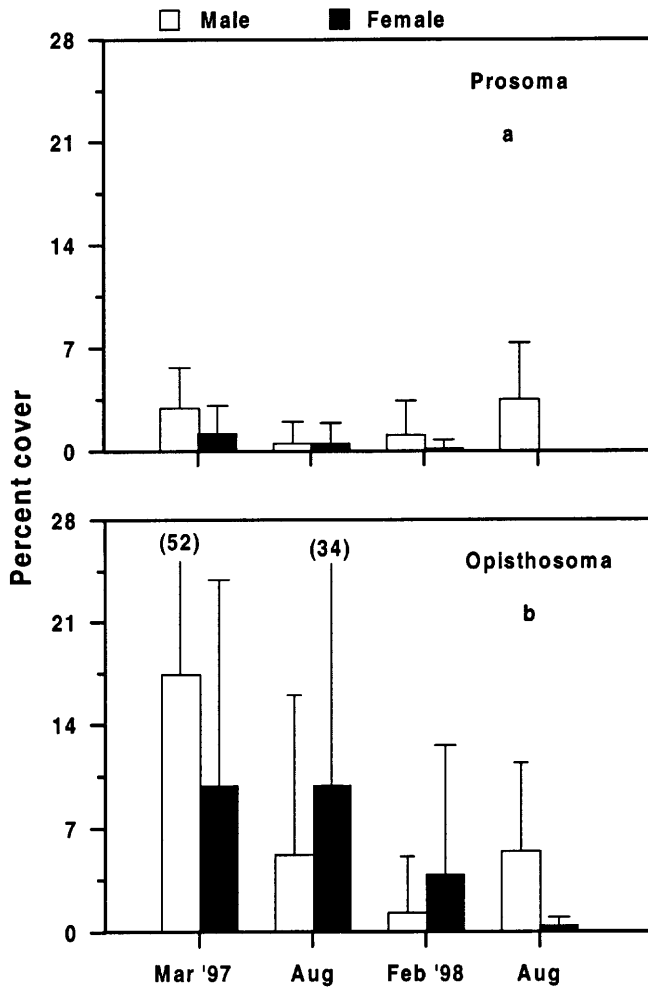 Male Female
28
Prosoma
21
a
14
7
0
Percent cover
28
(52) (34)
Opisthosoma
21
b
14
7
0
Mar '97 Aug Feb '98 Aug